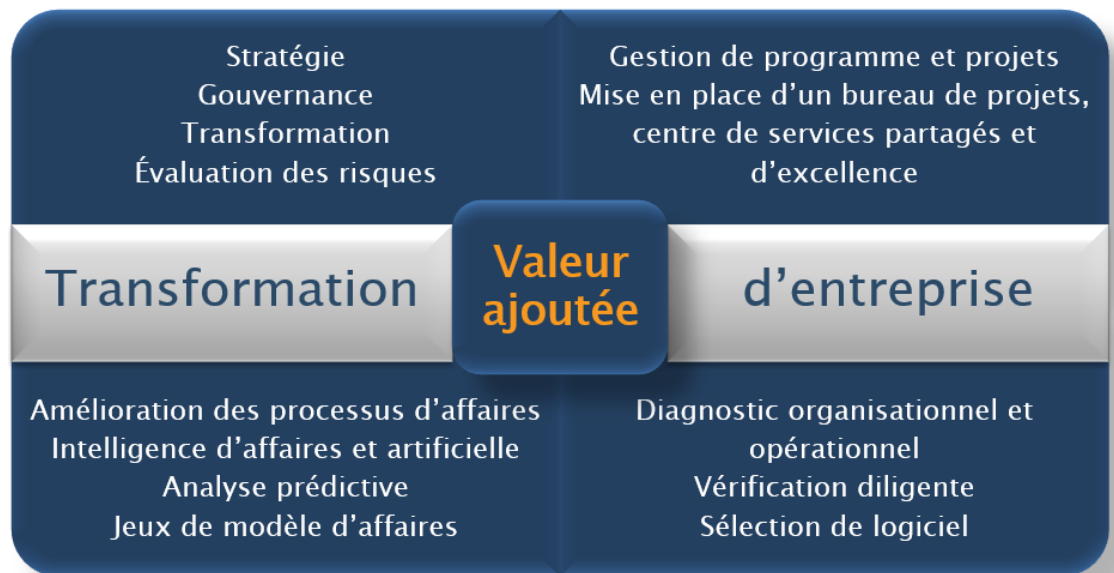 Stratégie
Gouvernance
Transformation
Évaluation des risques
Gestion de programme et projets
Mise en place d'un bureau de projets,
centre de services partagés et
d'excellence
Transformation
Valeur
ajoutée
d'entreprise
Amélioration des processus d'affaires
Intelligence d'affaires et artificielle
Analyse prédictive
Jeux de modèle d'affaires
Diagnostic organisationnel et
opérationnel
Vérification diligente
Sélection de logiciel